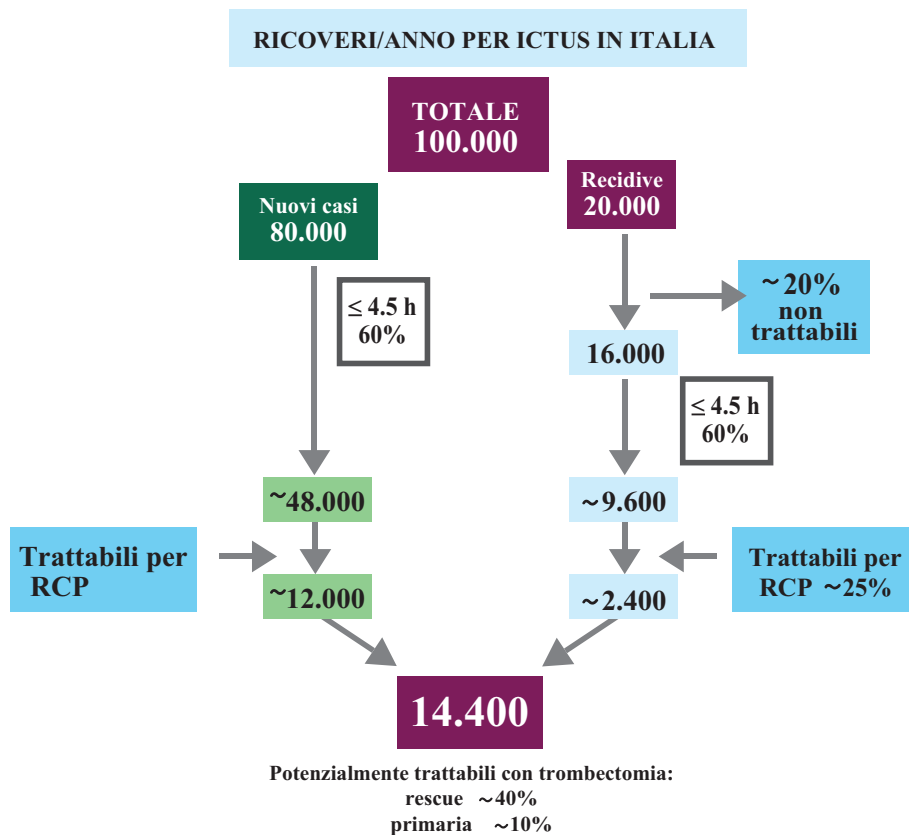 RICOVERI/ANNO PER ICTUS IN ITALIA
TOTALE
100.000
Recidive
20.000
Nuovi casi
80.000
~20%
non
trattabili
≤ 4.5 h
60%
16.000
≤ 4.5 h
60%
~48.000
~9.600
Trattabili per
RCP
Trattabili per
RCP ~25%
~12.000
~2.400
14.400
Potenzialmente trattabili con trombectomia:
rescue ~40%
primaria ~10%